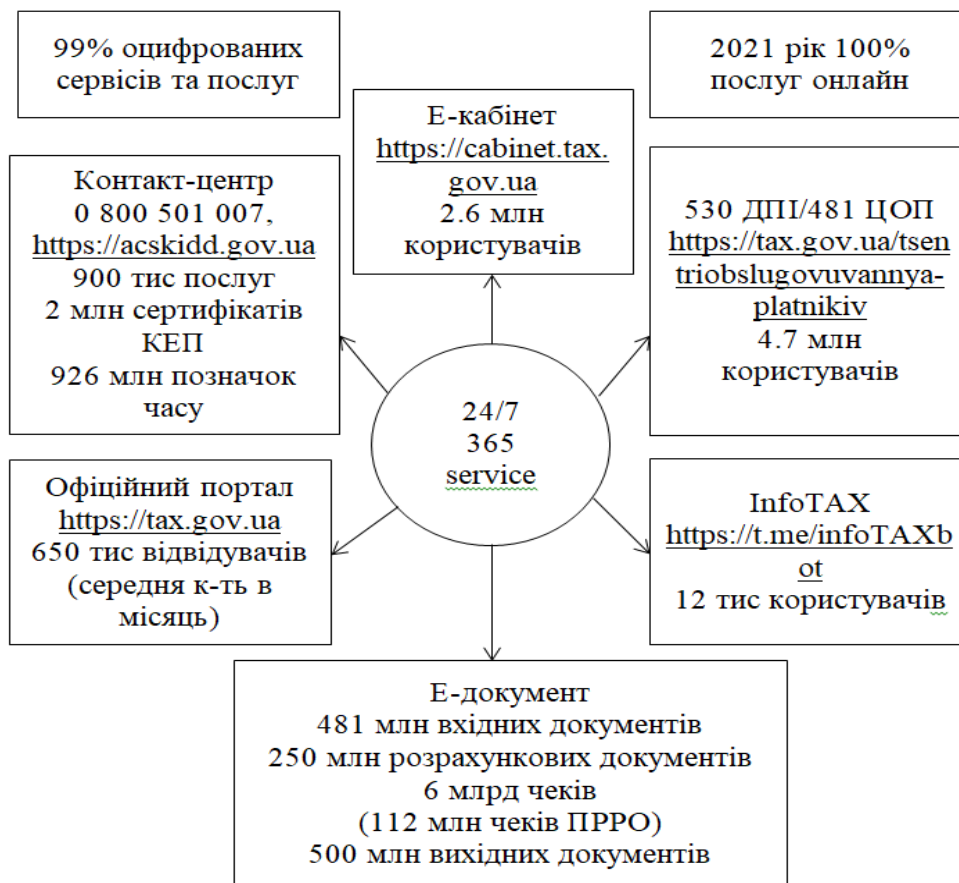 99% оцифрованих
сервісів та послуг
2021 рік 100%
послуг онлайн
Е-кабінет
https://cabinet.tax.
gov.ua
2.6 млн
користувачів
Контакт-центр
0 800 501 007,
https://acskidd.gov.ua
900 тис послуг
2 млн сертифікатів
КЕП
926 млн позначок
часу
530 ДПІ/481 ЦОП
https://tax.gov.ua/tsen
triobslugovuvannya-
platnikiv
4.7 млн
користувачів
24/7
365
service
Офіційний портал
https://tax.gov.ua
650 тис відвідувачів
(середня к-ть в
місяць)
InfoTAX
https://t.me/infoTAXb
ot
12 тис користувачів
Е-документ
481 млн вхідних документів
250 млн розрахункових документів
6 млрд чеків
(112 млн чеків ПРРО)
500 млн вихідних документів